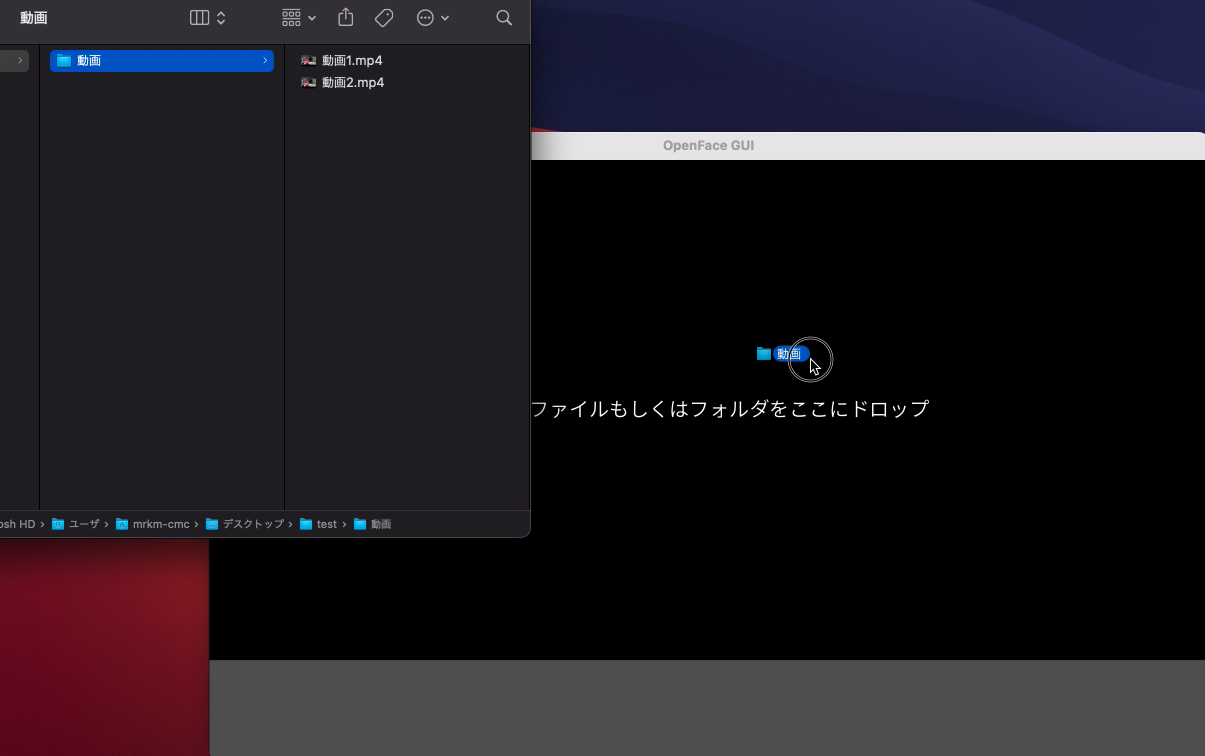 動画
動画
動画1.mp4
動画2.mp4
OpenFace GUI
動画
ファイルもしくはフォルダをここにドロップ
osh HD › ユーザ › mrkm-cmc › デスクトップ › test › 動画